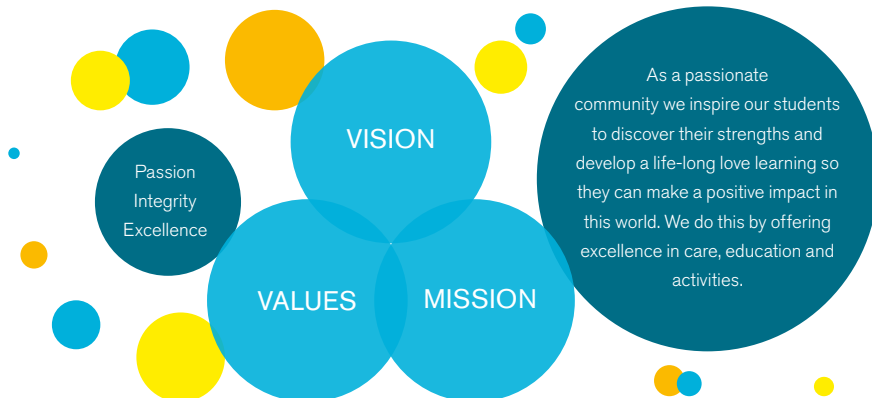 VISION
Passion
Integrity
Excellence
VALUES
MISSION
As a passionate
community we inspire our students
to discover their strengths and
develop a life-long love learning so
they can make a positive impact in
this world. We do this by offering
excellence in care, education and
activities.